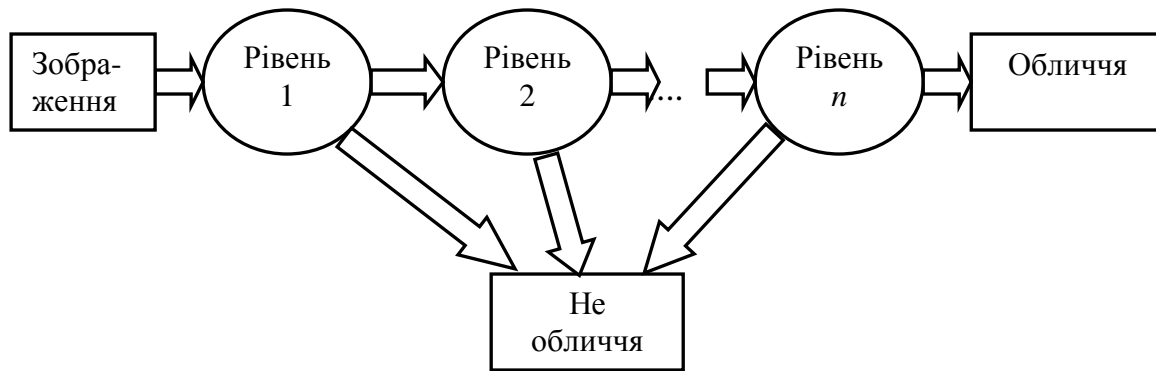 Зобра-
ження
Рівень
1
Рівень
2
...
Рівень
n
Обличчя
Не
обличчя